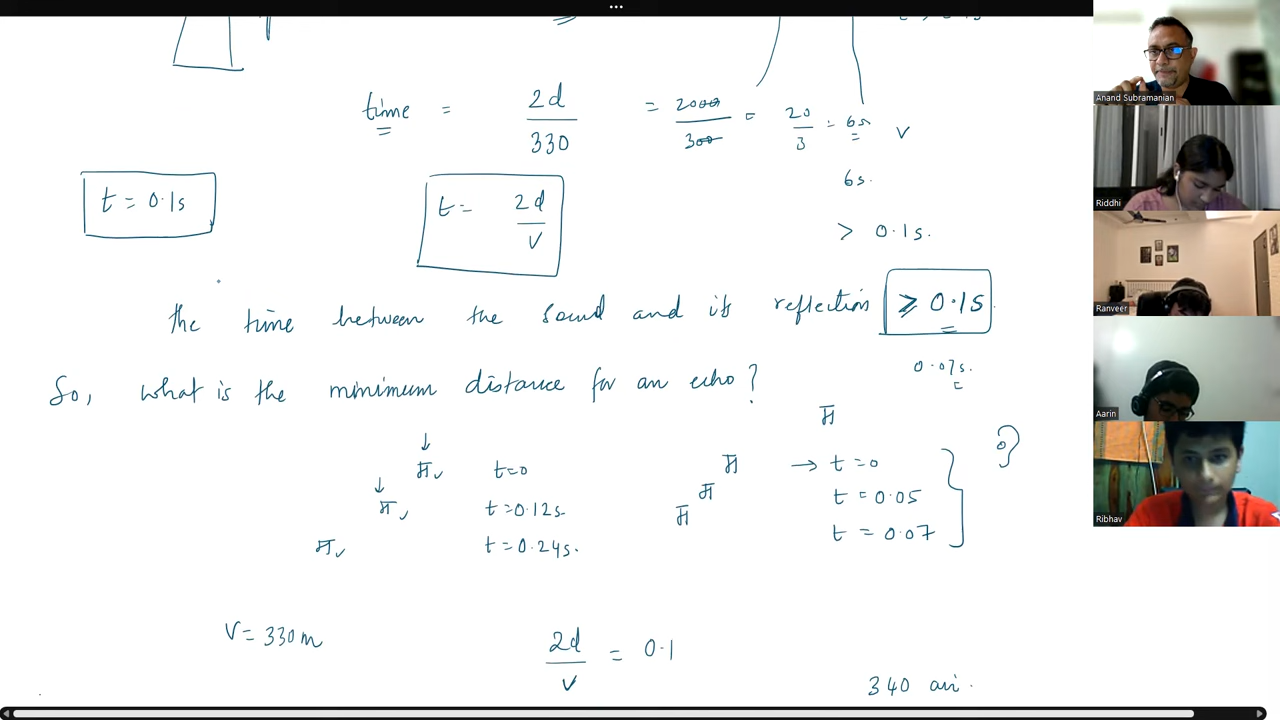 time = 2d / 330 = 2000 / 300 = 20 / 3 = 6s v
6s.
t = 0.1s
t = 2d / v
> 0.1s.
the time between the sound and its reflection ⩾ 0.1s.
0.07s.
So, what is the minimum distance for an echo?
t=0
t=0.12s.
t=0.24s.
→ t=0
t=0.05
t = 0.07
V= 330m
2d / v = 0.1
340 air.
Anand Subramanian
Riddhi
Ranveer
Aarin
Ribhav